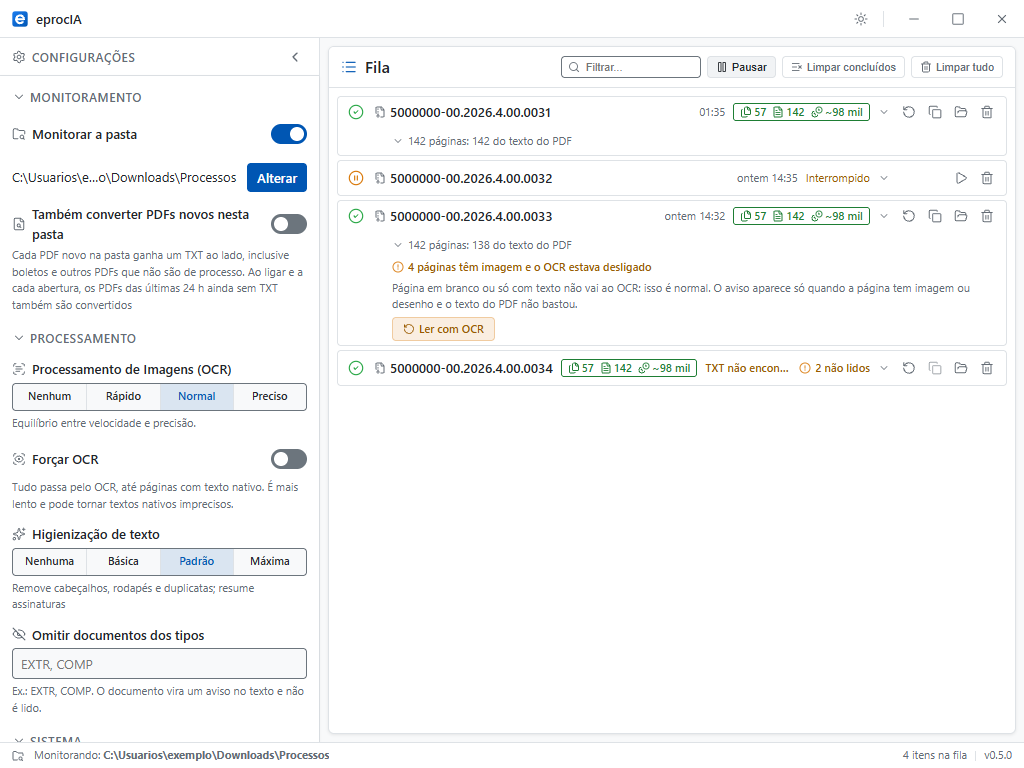 eprocIA
CONFIGURAÇÕES
MONITORAMENTO
Monitorar a pasta
C:\Usuarios\e...o\Downloads\Processos
Alterar
Também converter PDFs novos nesta
pasta
Cada PDF novo na pasta ganha um TXT ao lado, inclusive
boletos e outros PDFs que não são de processo. Ao ligar e a
cada abertura, os PDFs das últimas 24 h ainda sem TXT
também são convertidos
PROCESSAMENTO
Processamento de Imagens (OCR)
Nenhum Rápido Normal Preciso
Equilíbrio entre velocidade e precisão.
Forçar OCR
Tudo passa pelo OCR, até páginas com texto nativo. É mais
lento e pode tornar textos nativos imprecisos.
Higienização de texto
Nenhuma Básica Padrão Máxima
Remove cabeçalhos, rodapés e duplicatas; resume
assinaturas
Omitir documentos dos tipos
EXTR, COMP
Ex.: EXTR, COMP. O documento vira um aviso no texto e não
é lido.
SISTEMA
Fila
Filtrar...
Pausar
Limpar concluídos
Limpar tudo
5000000-00.2026.4.00.0031 01:35 57 142 ~98 mil
142 páginas: 142 do texto do PDF
5000000-00.2026.4.00.0032 ontem 14:35 Interrompido
5000000-00.2026.4.00.0033 ontem 14:32 57 142 ~98 mil
142 páginas: 138 do texto do PDF
4 páginas têm imagem e o OCR estava desligado
Página em branco ou só com texto não vai ao OCR: isso é normal. O aviso aparece só quando a página tem imagem ou
desenho e o texto do PDF não bastou.
Ler com OCR
5000000-00.2026.4.00.0034 57 142 ~98 mil TXT não encon... 2 não lidos
Monitorando: C:\Usuarios\exemplo\Downloads\Processos
4 itens na fila
v0.5.0